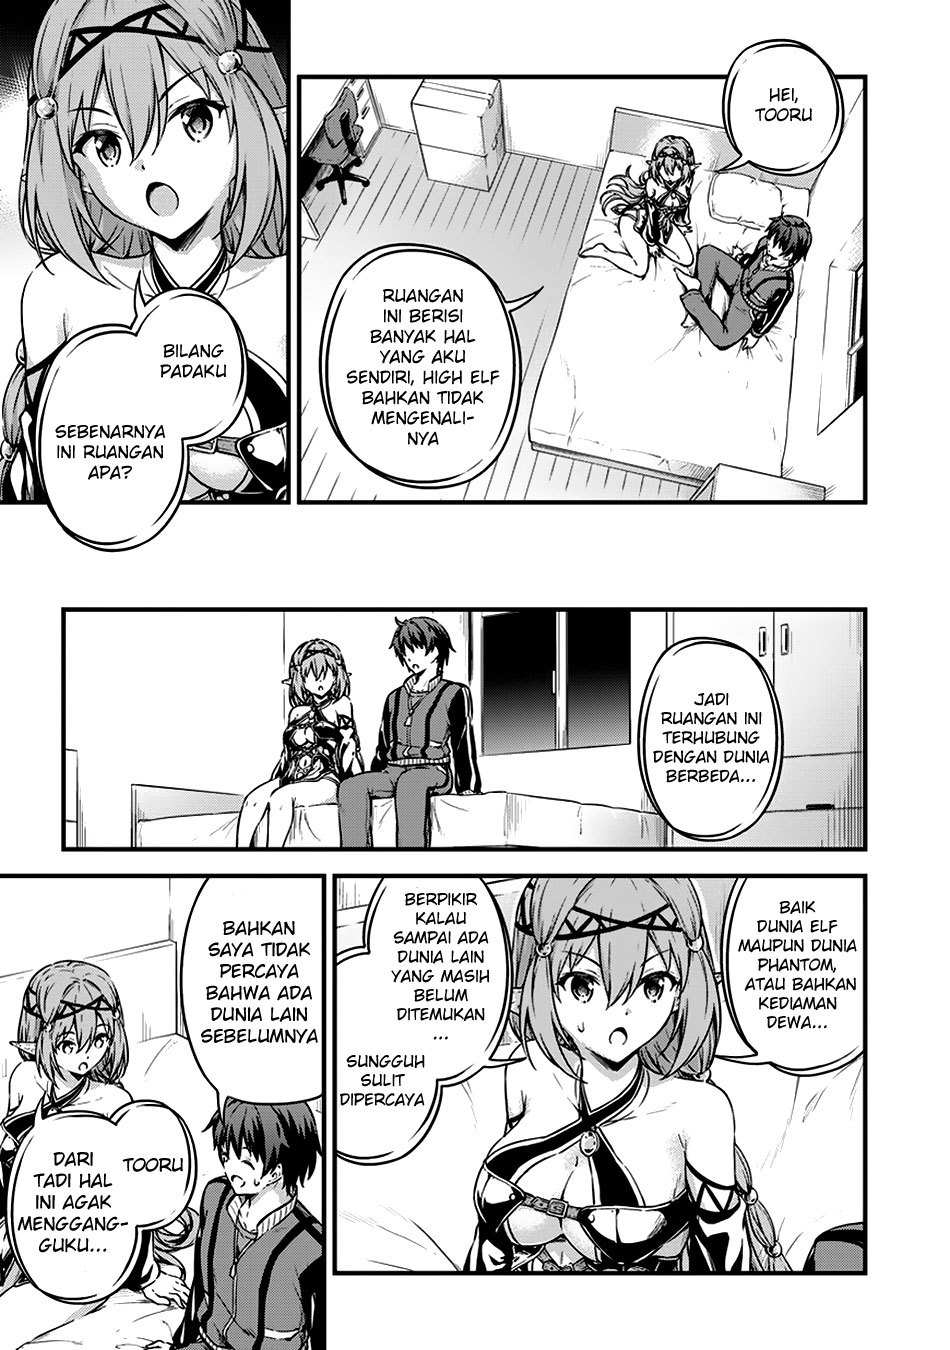 HEI,
TOORU
RUANGAN
INI BERISI
BANYAK HAL
YANG AKU
SENDIRI, HIGH ELF
BAHKAN TIDAK
MENGENALI-
NYA
BILANG
PADAKU
SEBENARNYA
INI RUANGAN
APA?
JADI
RUANGAN INI
TERHUBUNG
DENGAN DUNIA
BERBEDA...
BAIK
DUNIA ELF
MAUPUN DUNIA
PHANTOM,
ATAU BAHKAN
KEDIAMAN
DEWA...
BERPIKIR
KALAU
SAMPAI ADA
DUNIA LAIN
YANG MASIH
BELUM
DITEMUKAN
...
SUNGGUH
SULIT
DIPERCAYA
BAHKAN
SAYA TIDAK
PERCAYA
BAHWA ADA
DUNIA LAIN
SEBELUMNYA
TOORU
DARI
TADI HAL
INI AGAK
MENGGANG-
GUKU...